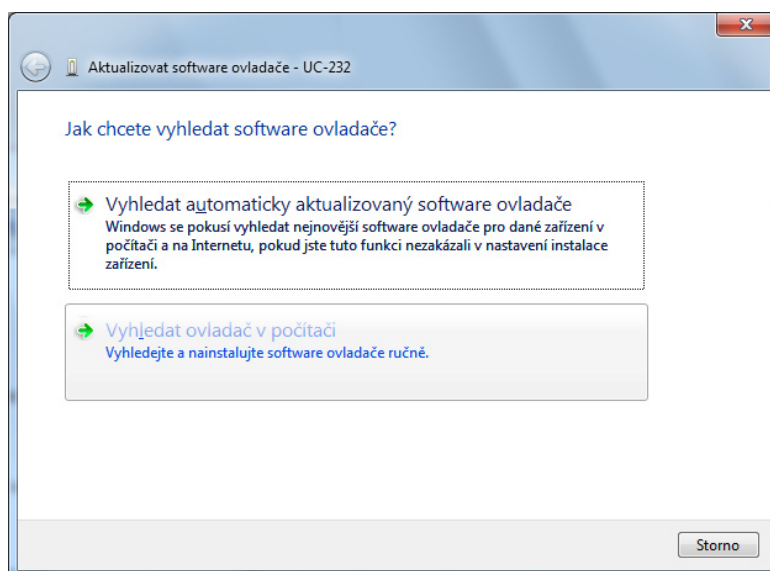 Aktualizovat software ovladače - UC-232
Jak chcete vyhledat software ovladače?
Vyhledat automaticky aktualizovaný software ovladače
Windows se pokusí vyhledat nejnovější software ovladače pro dané zařízení v
počítači a na Internetu, pokud jste tuto funkci nezakázali v nastavení instalace
zařízení.
Vyhledat ovladač v počítači
Vyhledejte a nainstalujte software ovladače ručně.
Storno